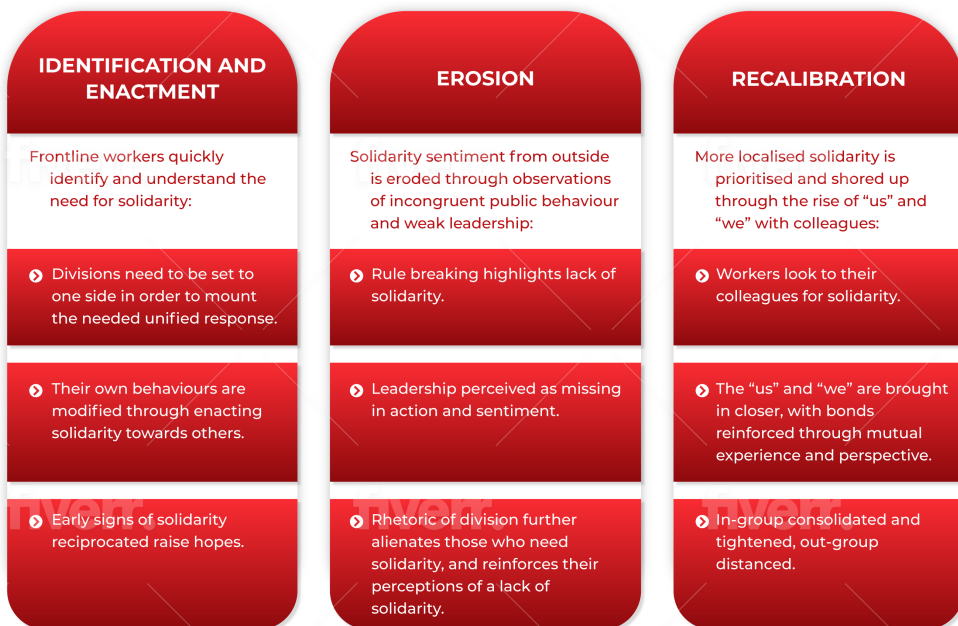 IDENTIFICATION AND
ENACTMENT
Frontline workers quickly
identify and understand the
need for solidarity:
Divisions need to be set to
one side in order to mount
the needed unified response.
Their own behaviours are
modified through enacting
solidarity towards others.
Early signs of solidarity
reciprocated raise hopes.
EROSION
Solidarity sentiment from outside
is eroded through observations
of incongruent public behaviour
and weak leadership:
Rule breaking highlights lack of
solidarity.
Leadership perceived as missing
in action and sentiment.
Rhetoric of division further
alienates those who need
solidarity, and reinforces their
perceptions of a lack of
solidarity.
RECALIBRATION
More localised solidarity is
prioritised and shored up
through the rise of “us” and
“we” with colleagues:
Workers look to their
colleagues for solidarity.
The “us” and “we” are brought
in closer, with bonds
reinforced through mutual
experience and perspective.
In-group consolidated and
tightened, out-group
distanced.
fiverr.
fiverr.
fiverr.